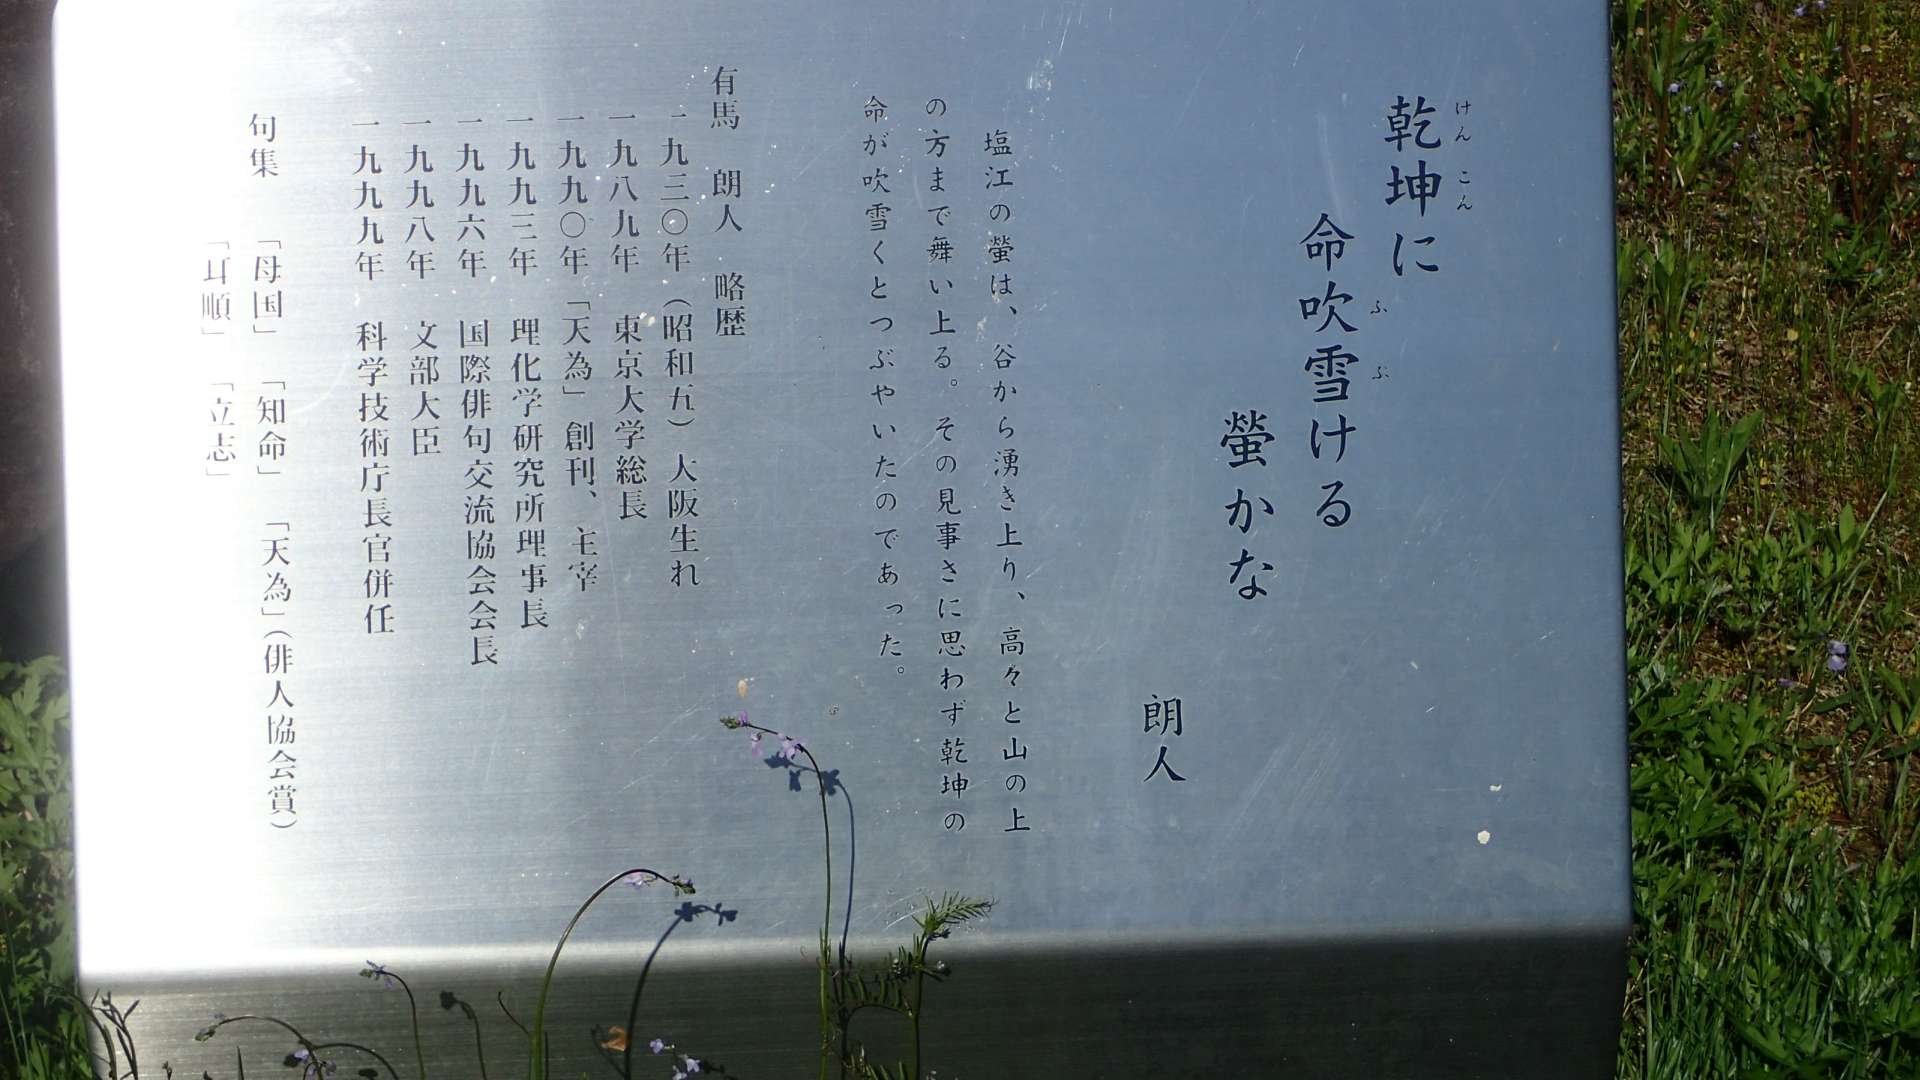 乾坤に
けんこん
命吹雪ける
ふぶ
螢かな
朗人
塩江の螢は、谷から湧き上り、高々と山の上
の方まで舞い上る。その見事さに思わず乾坤の
命が吹雪くとつぶやいたのであった。
有馬 朗人 略歴
一九三〇年(昭和五)大阪生れ
一九八九年 東京大学総長
一九九〇年「天為」創刊、主宰
一九九三年 理化学研究所理事長
一九九六年 国際俳句交流協会会長
一九九八年 文部大臣
一九九九年 科学技術庁長官併任
句集 「母国」 「知命」 「天為」(俳人協会賞)
「耳順」 「立志」